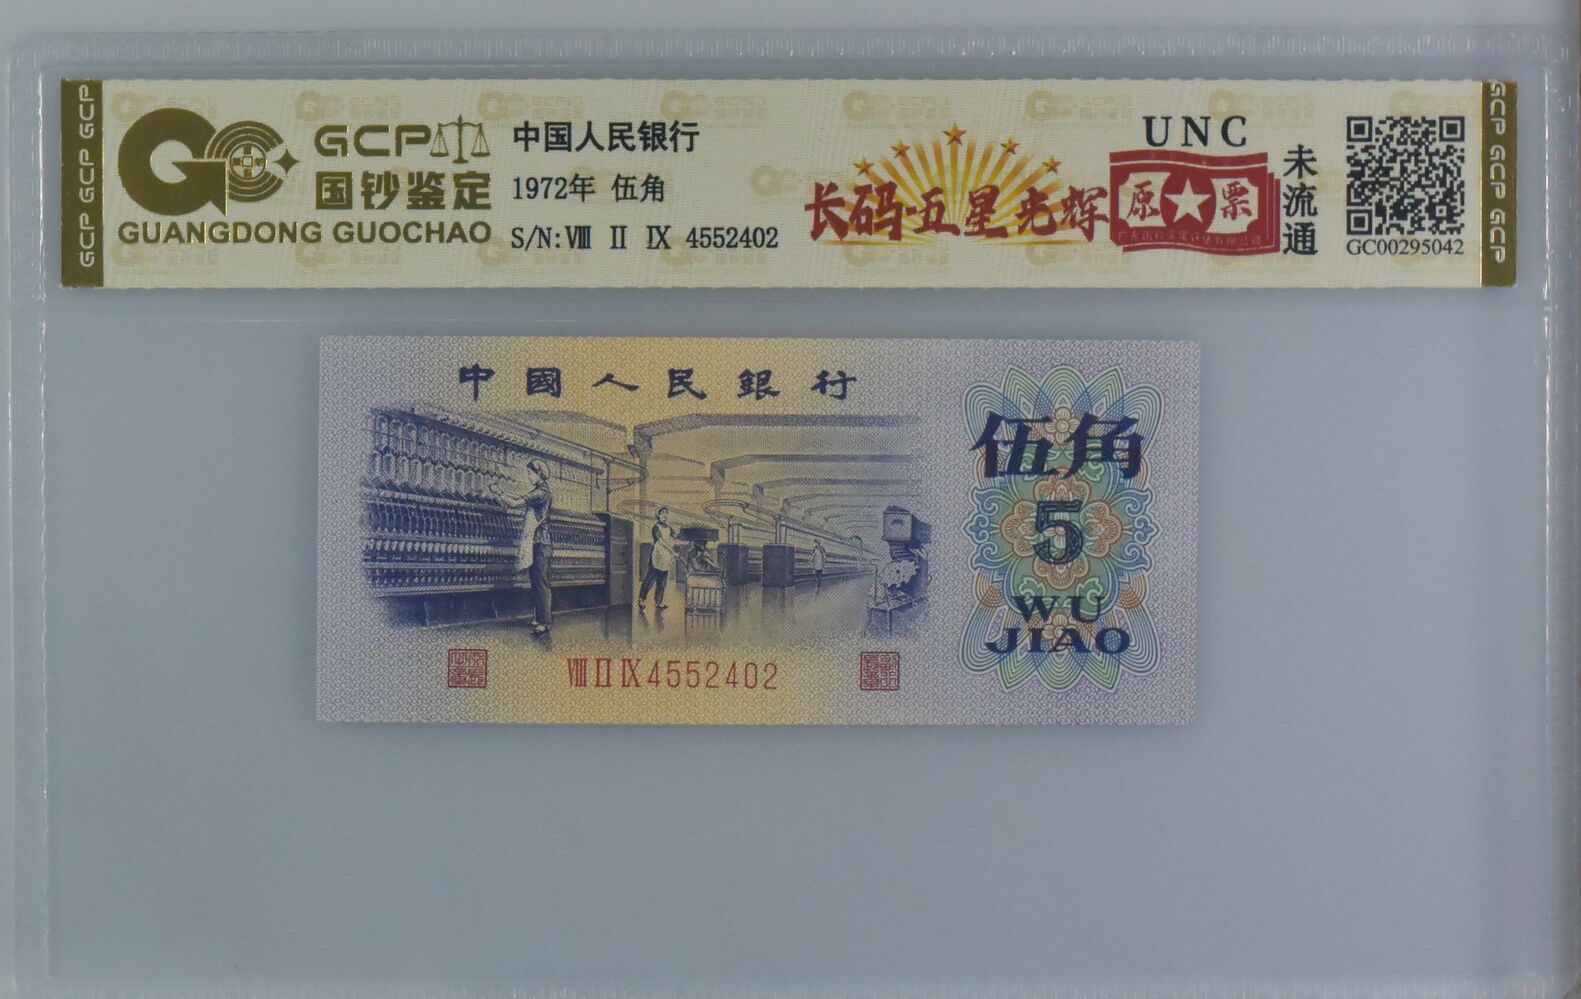 GCP GCP GCP
GCP
国钞鉴定
GUANGDONG GUOCHAO
中国人民银行
1972年 伍角
S/N:Ⅷ Ⅱ Ⅸ 4552402
长码五星光辉
UNC
原票
未流通
GC00295042
GCP GCP GCP
中國人民銀行
伍角
5
WU
JIAO
ⅧⅡⅨ4552402